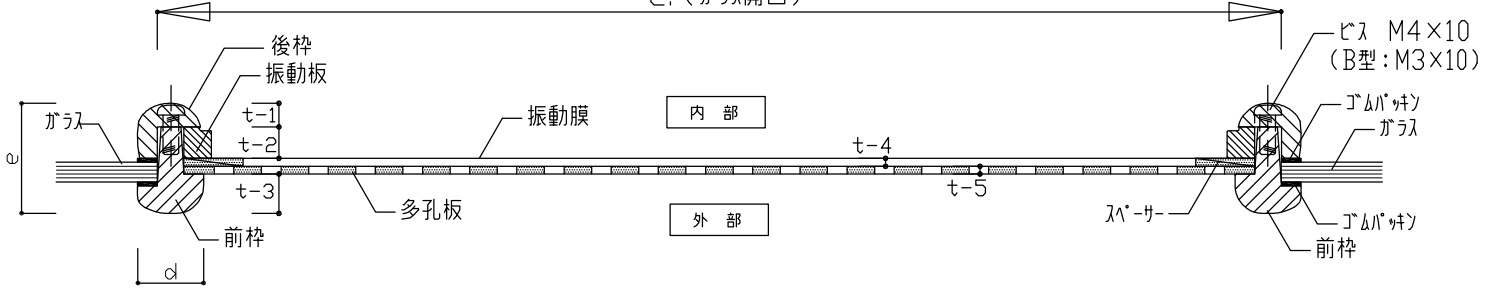 後枠
振動板
ビス M4×10
(B型:M3×10)
ガラス
t-1
t-2
t-3
振動膜
内 部
t-4
t-5
ゴムパッキン
ガラス
e
多孔板
外 部
スペーサー
ゴムパッキン
前枠
前枠
d